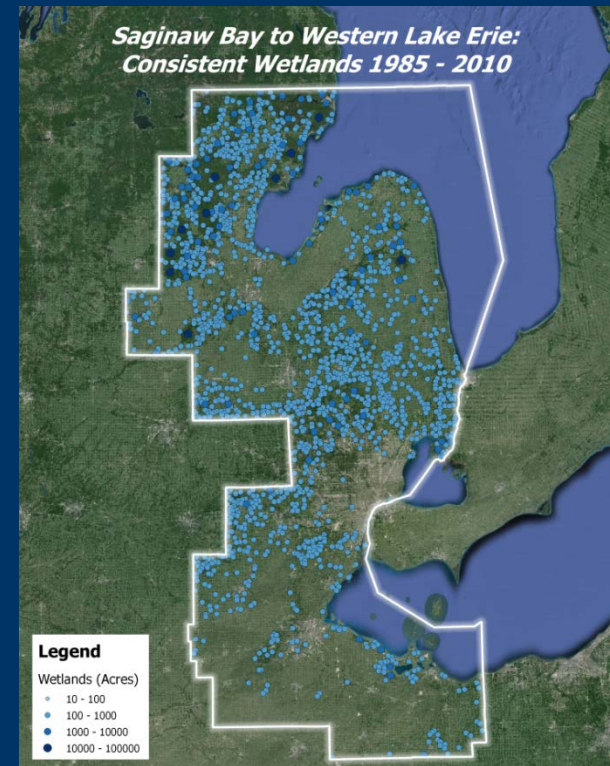 Saginaw Bay to Western Lake Erie:
Consistent Wetlands 1985 - 2010
Legend
Wetlands (Acres)
10 - 100
100 - 1000
1000 - 10000
10000 - 100000